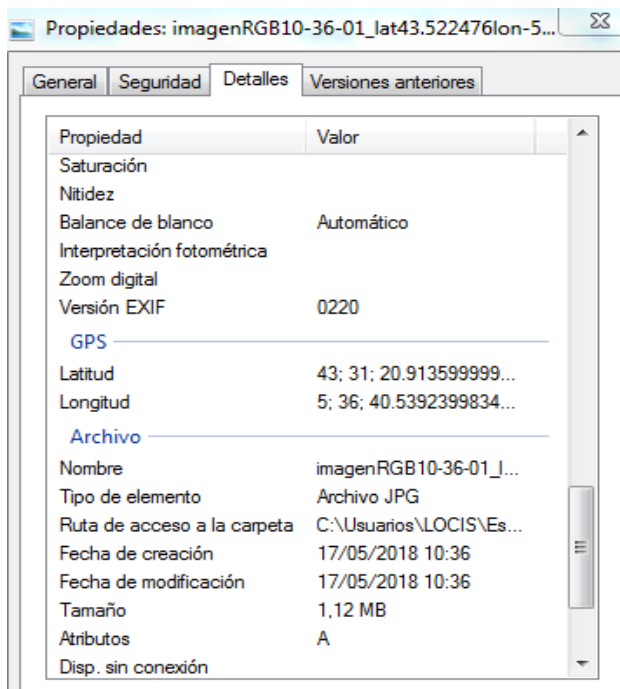 Propiedades: imagenRGB10-36-01_lat43.522476lon-5...
General Seguridad Detalles Versiones anteriores
Propiedad Valor
Saturación
Nitidez
Balance de blanco Automático
Interpretación fotométrica
Zoom digital
Versión EXIF 0220
GPS
Latitud 43; 31; 20.913599999...
Longitud 5; 36; 40.5392399834...
Archivo
Nombre imagenRGB10-36-01_l...
Tipo de elemento Archivo JPG
Ruta de acceso a la carpeta C:\Usuarios\LOCIS\Es...
Fecha de creación 17/05/2018 10:36
Fecha de modificación 17/05/2018 10:36
Tamaño 1,12 MB
Atributos A
Disp. sin conexión